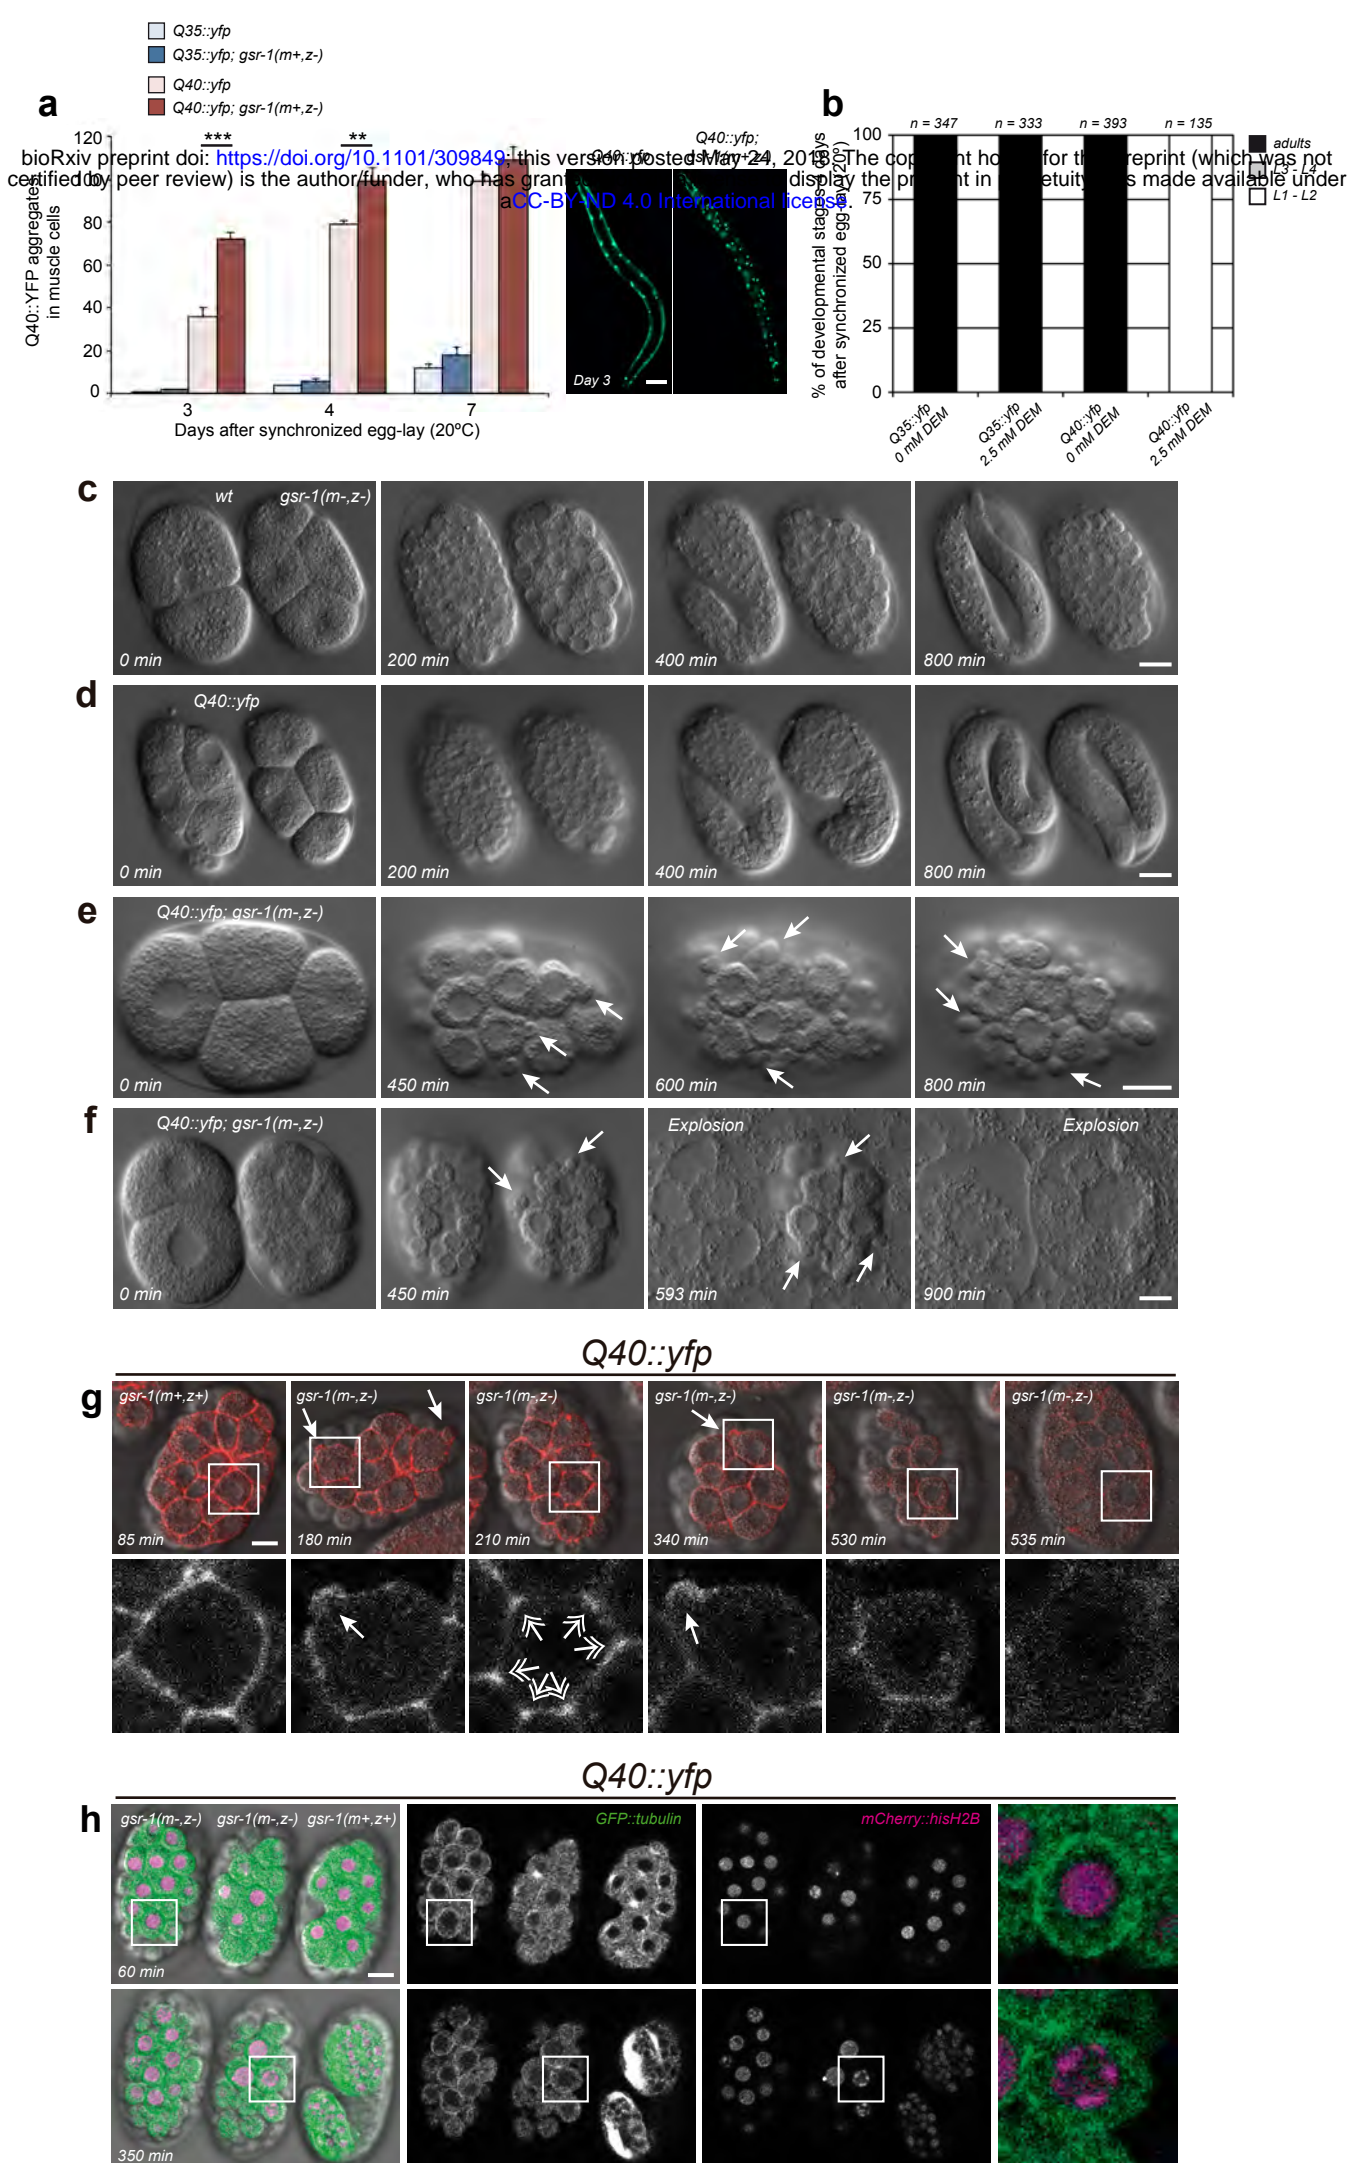 Q35::yfp
Q35::yfp; gsr-1(m+,z-)
Q40::yfp
Q40::yfp; gsr-1(m+,z-)
a
Q40::YFP aggregates
in muscle cells
120
100
80
60
40
20
0
***
**
3
4
7
Days after synchronized egg-lay (20ºC)
Q40::yfp
Q40::yfp;
gsr-1(m+,z-)
Day 3
bioRxiv preprint doi: https://doi.org/10.1101/309849; this version posted May 24, 2018. The copyright holder for this preprint (which was not
certified by peer review) is the author/funder, who has granted display the preprint in perpetuity. It is made available under
aCC-BY-ND 4.0 International license.
b
% of developmental stages days
after synchronized egg-lay (20º)
100
75
50
25
0
n = 347
n = 333
n = 393
n = 135
adults
L3 - L4
L1 - L2
Q35::yfp
0 mM DEM
Q35::yfp
2.5 mM DEM
Q40::yfp
0 mM DEM
Q40::yfp
2.5 mM DEM
c
wt
gsr-1(m-,z-)
0 min
200 min
400 min
800 min
d
Q40::yfp
0 min
200 min
400 min
800 min
e
Q40::yfp; gsr-1(m-,z-)
0 min
450 min
600 min
800 min
f
Q40::yfp; gsr-1(m-,z-)
Explosion
Explosion
0 min
450 min
593 min
900 min
Q40::yfp
g
gsr-1(m+,z+)
gsr-1(m-,z-)
gsr-1(m-,z-)
gsr-1(m-,z-)
gsr-1(m-,z-)
gsr-1(m-,z-)
85 min
180 min
210 min
340 min
530 min
535 min
Q40::yfp
h
gsr-1(m-,z-)
gsr-1(m-,z-)
gsr-1(m+,z+)
GFP::tubulin
mCherry::hisH2B
60 min
350 min